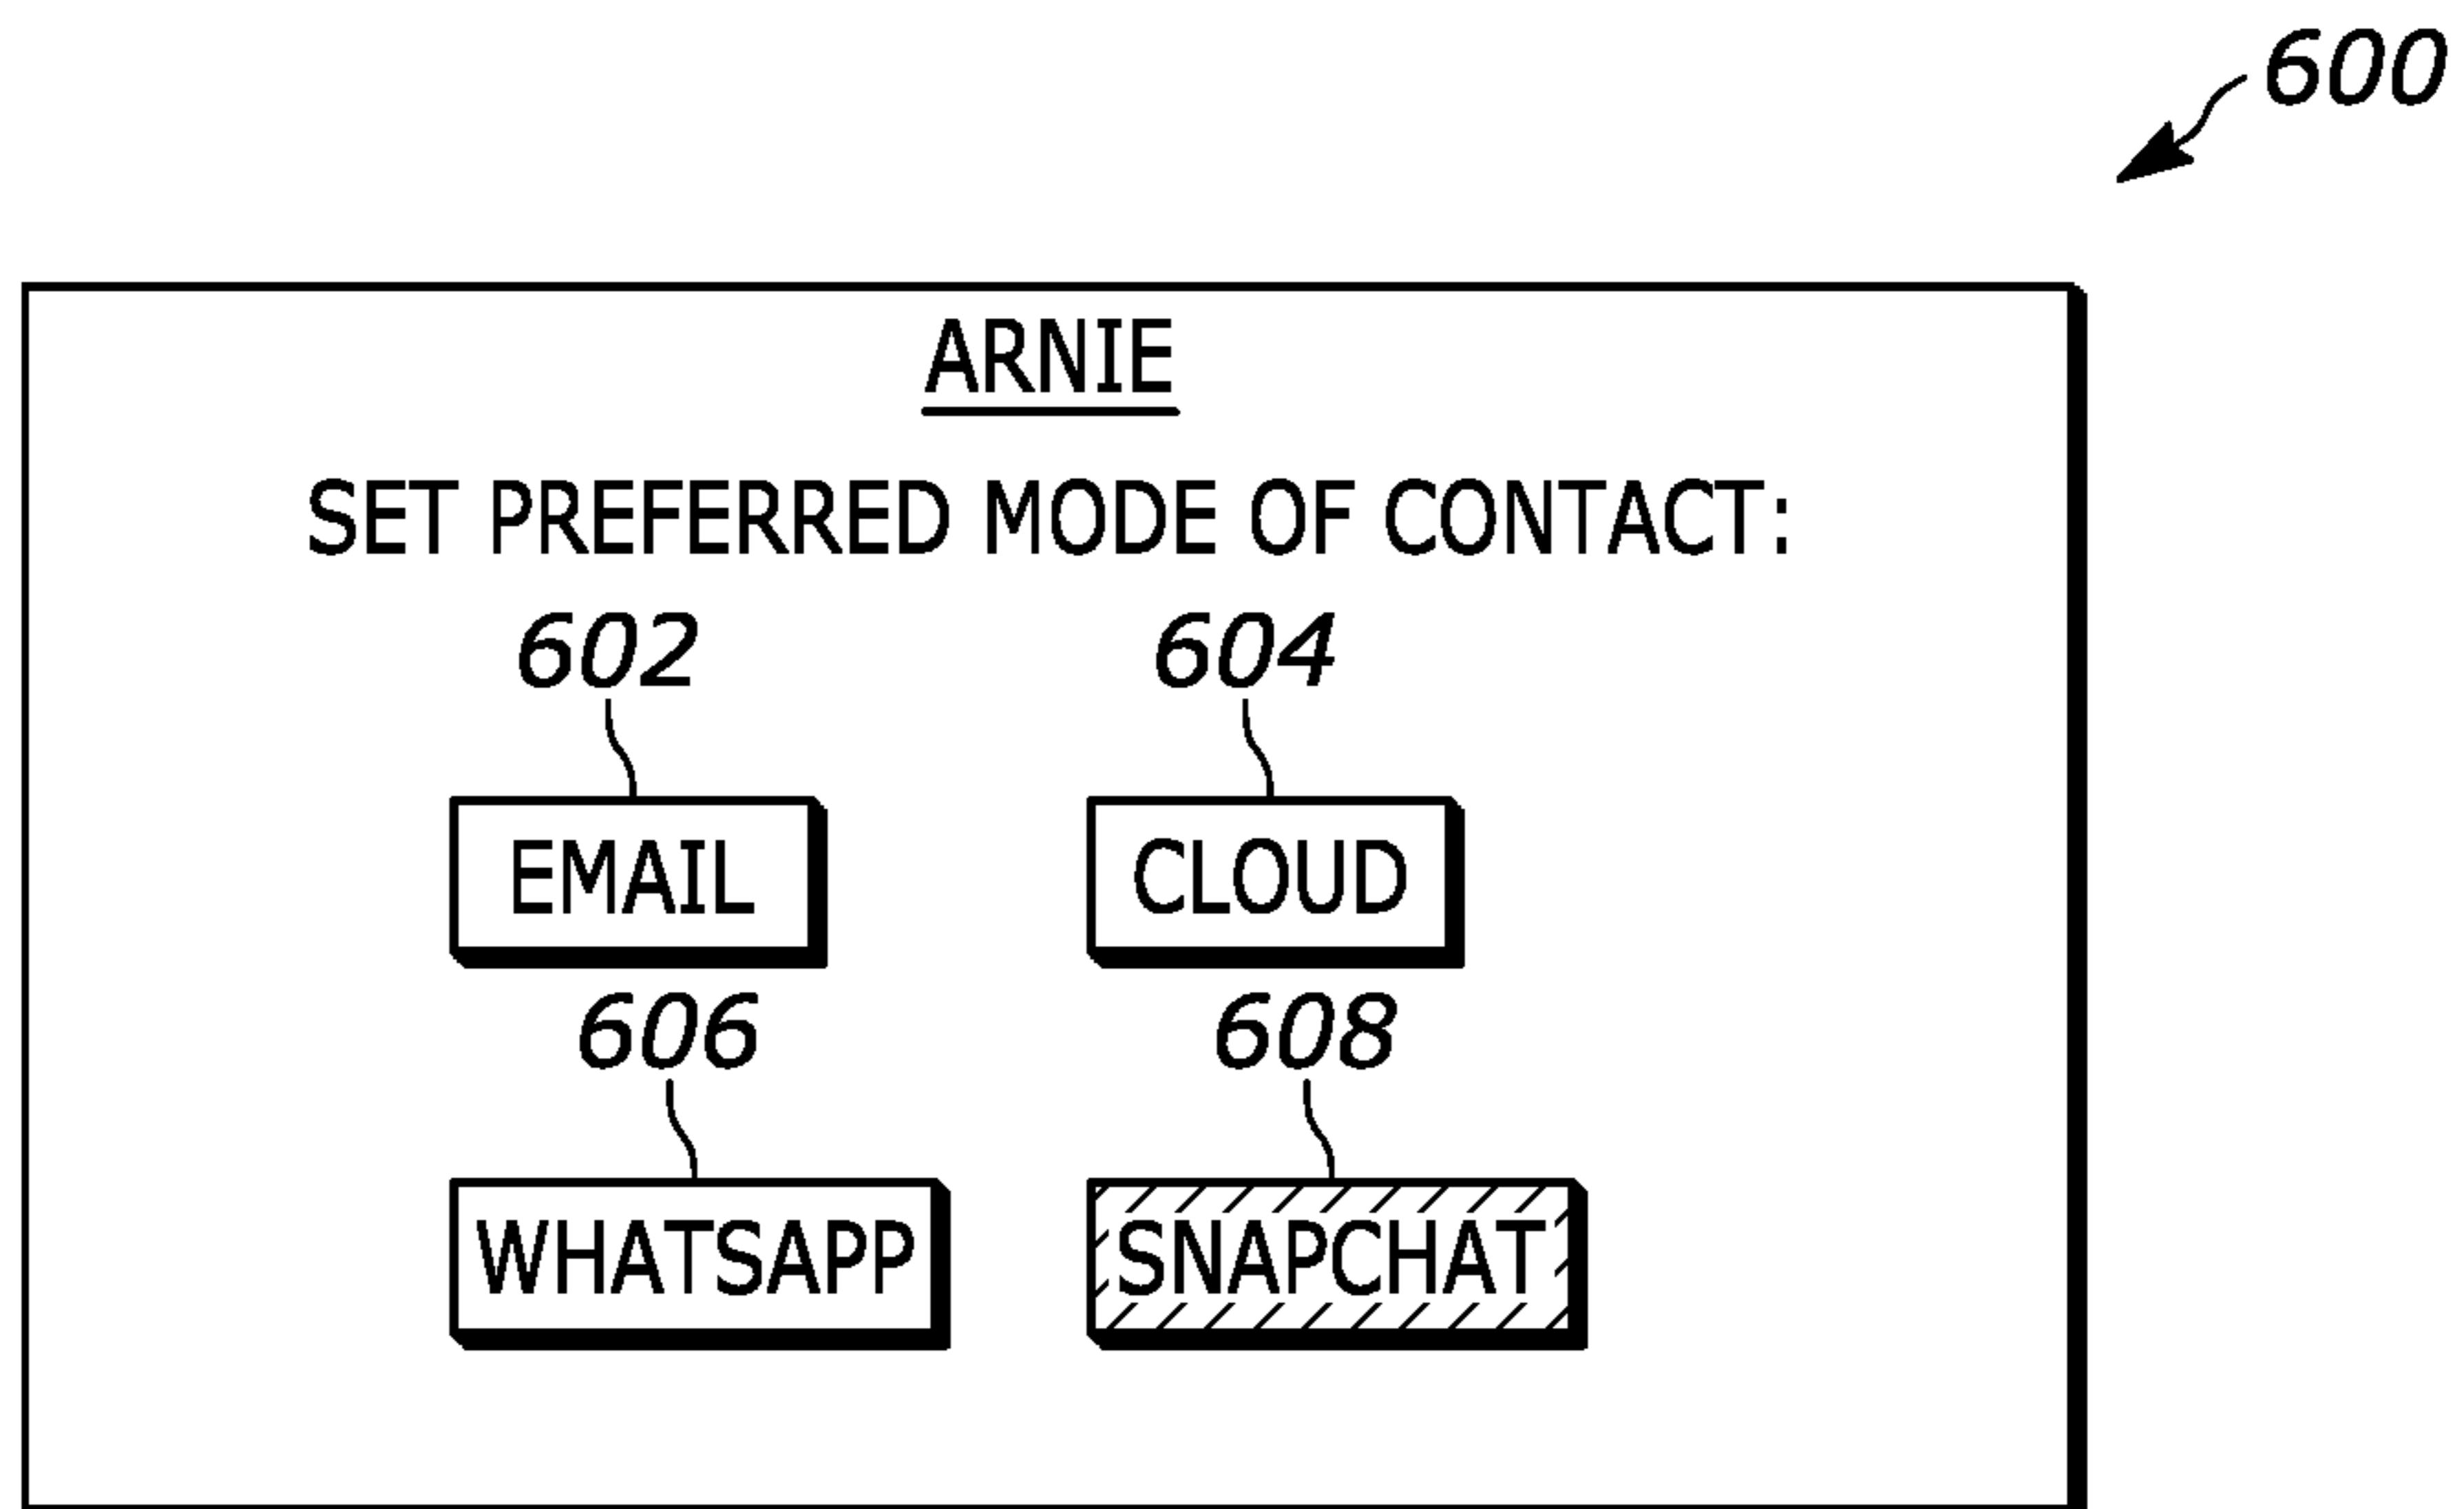 600
ARNIE
SET PREFERRED MODE OF CONTACT:
602 604
EMAIL CLOUD
606 608
WHATSAPP SNAPCHAT